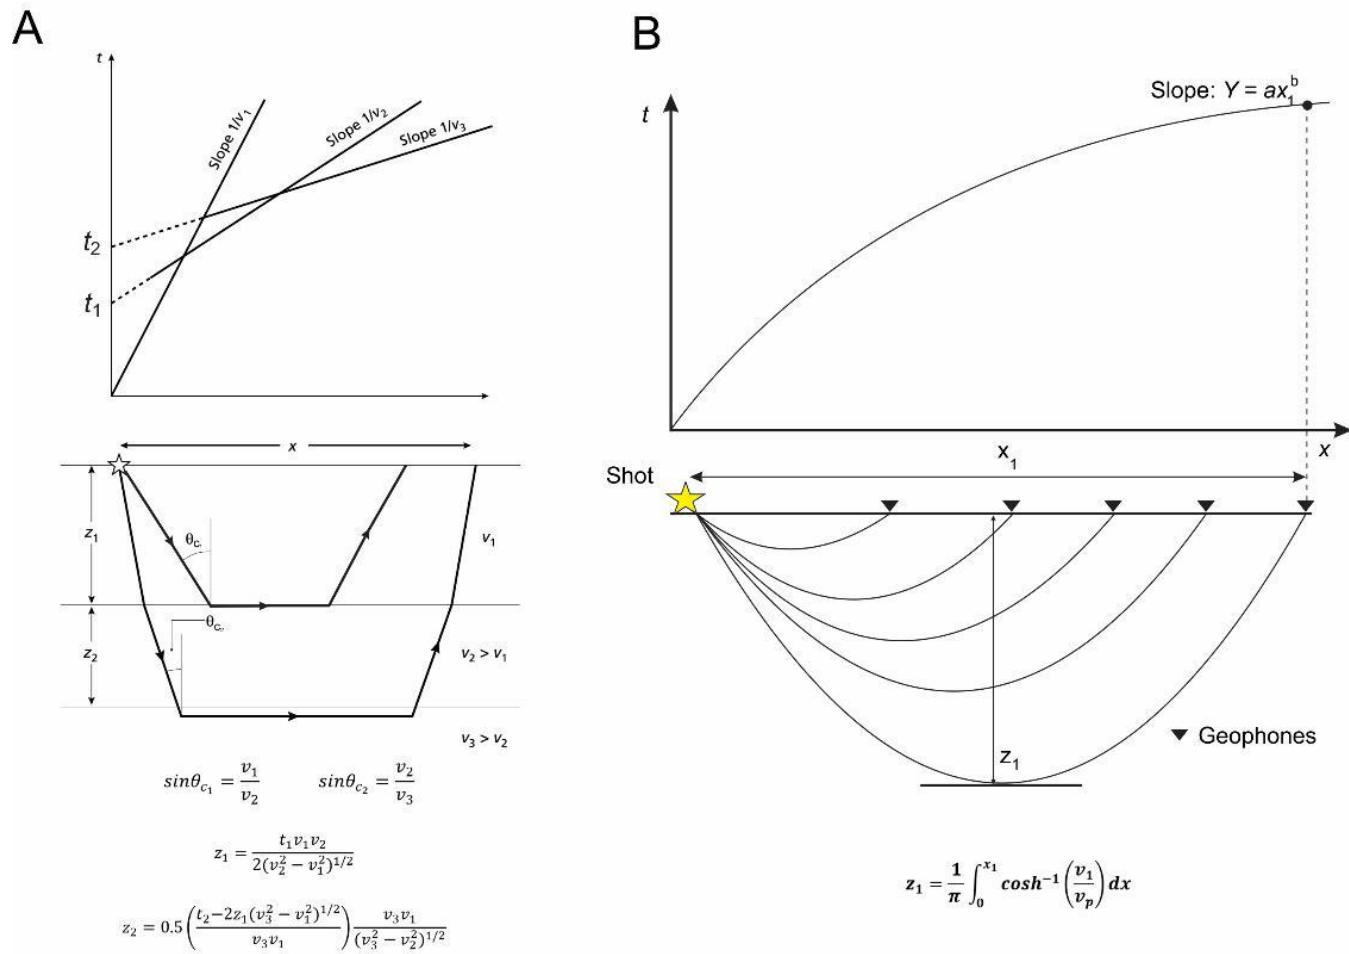 A
t
Slope 1/v₁
Slope 1/v₂
Slope 1/v₃
t₂
t₁
x
z₁
θc₁
v₁
z₂
θc₂
v₂ > v₁
v₃ > v₂
sinθ_c₁ = v₁/v₂ sinθ_c₂ = v₂/v₃
z₁ = t₁v₁v₂ / 2(v₂² − v₁²)^1/2
z₂ = 0.5 ( t₂−2z₁(v₃² − v₁²)^1/2 / v₃v₁ ) v₃v₁ / (v₃² − v₂²)^1/2
B
Slope: Y = ax₁ᵇ
t
x₁
x
Shot
z₁
Geophones
z₁ = 1/π ∫₀^x₁ cosh⁻¹ (v₁/vₚ) dx